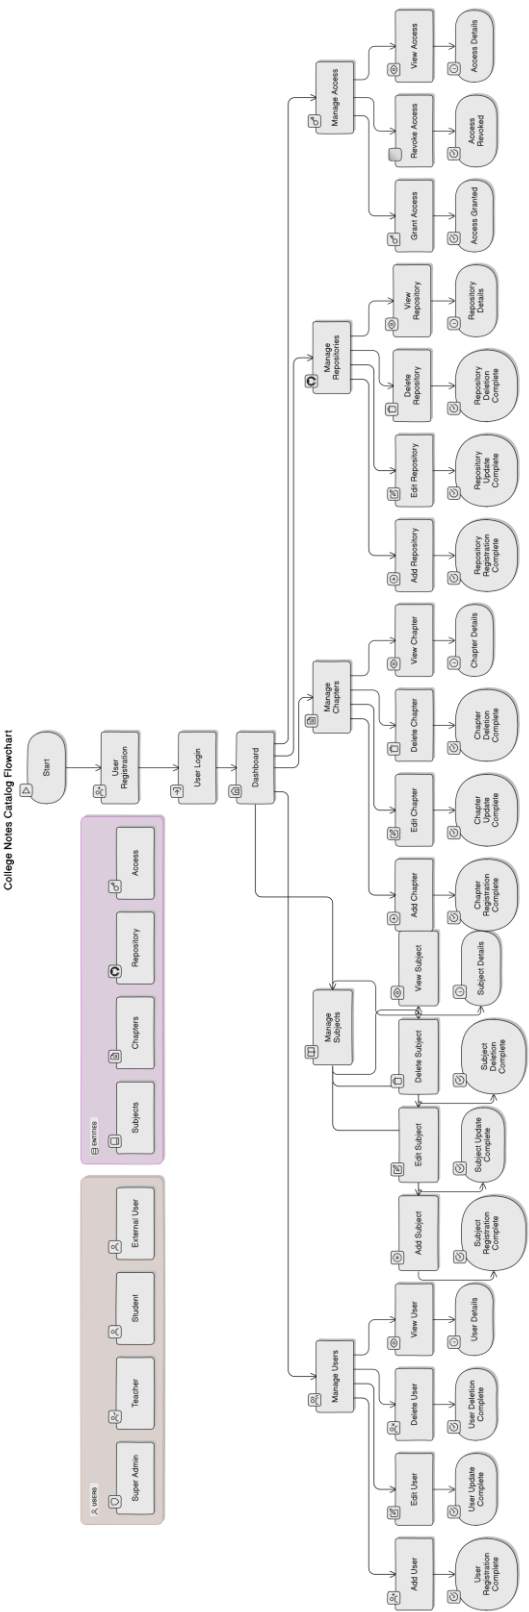 College Notes Catalog Flowchart
Start
USERS
Super Admin
Teacher
Student
External User
ENTITIES
Subjects
Chapters
Repository
Access
User
Registration
User Login
Dashboard
Manage Users
Manage
Subjects
Manage
Chapters
Manage
Repositories
Manage Access
Add User
Edit User
Delete User
View User
Add Subject
Edit Subject
Delete Subject
View Subject
Add Chapter
Edit Chapter
Delete Chapter
View Chapter
Add Repository
Edit Repository
Delete
Repository
View
Repository
Grant Access
Revoke Access
View Access
User
Registration
Complete
User Update
Complete
User Deletion
Complete
User Details
Subject
Registration
Complete
Subject Update
Complete
Subject
Deletion
Complete
Subject Details
Chapter
Registration
Complete
Chapter
Update
Complete
Chapter
Deletion
Complete
Chapter Details
Repository
Registration
Complete
Repository
Update
Complete
Repository
Deletion
Complete
Repository
Details
Access Granted
Access
Revoked
Access Details